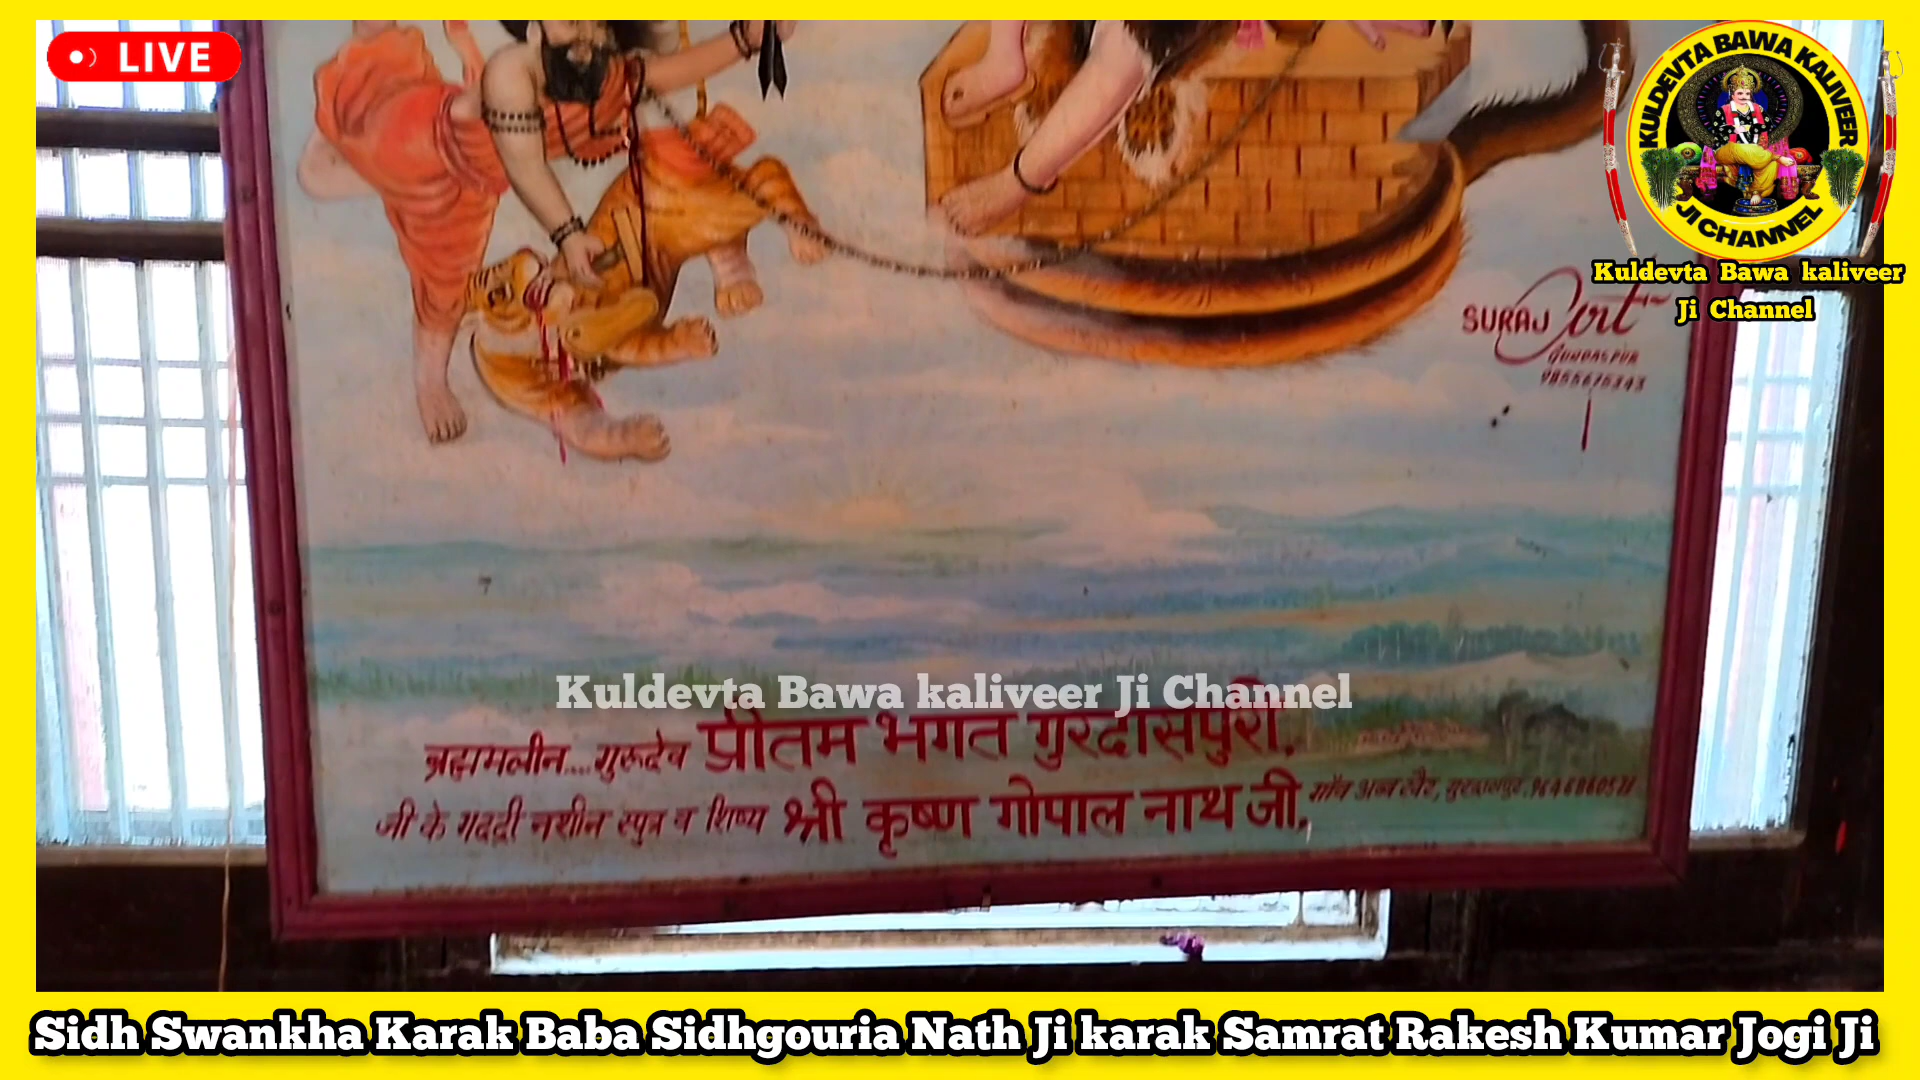 LIVE
KULDEVTA BAWA KALIVEER
JI CHANNEL
Kuldevta Bawa kaliveer
Ji Channel
SURAJ Art
Kuldevta Bawa kaliveer Ji Channel
ब्रह्मलीन....गुरुदेव प्रीतम भगत गुरदासपुरी.
जी के गददी नशीन स्पुत्र व शिष्य श्री कृष्ण गोपाल नाथ जी.
Sidh Swankha Karak Baba Sidhgouria Nath Ji karak Samrat Rakesh Kumar Jogi Ji